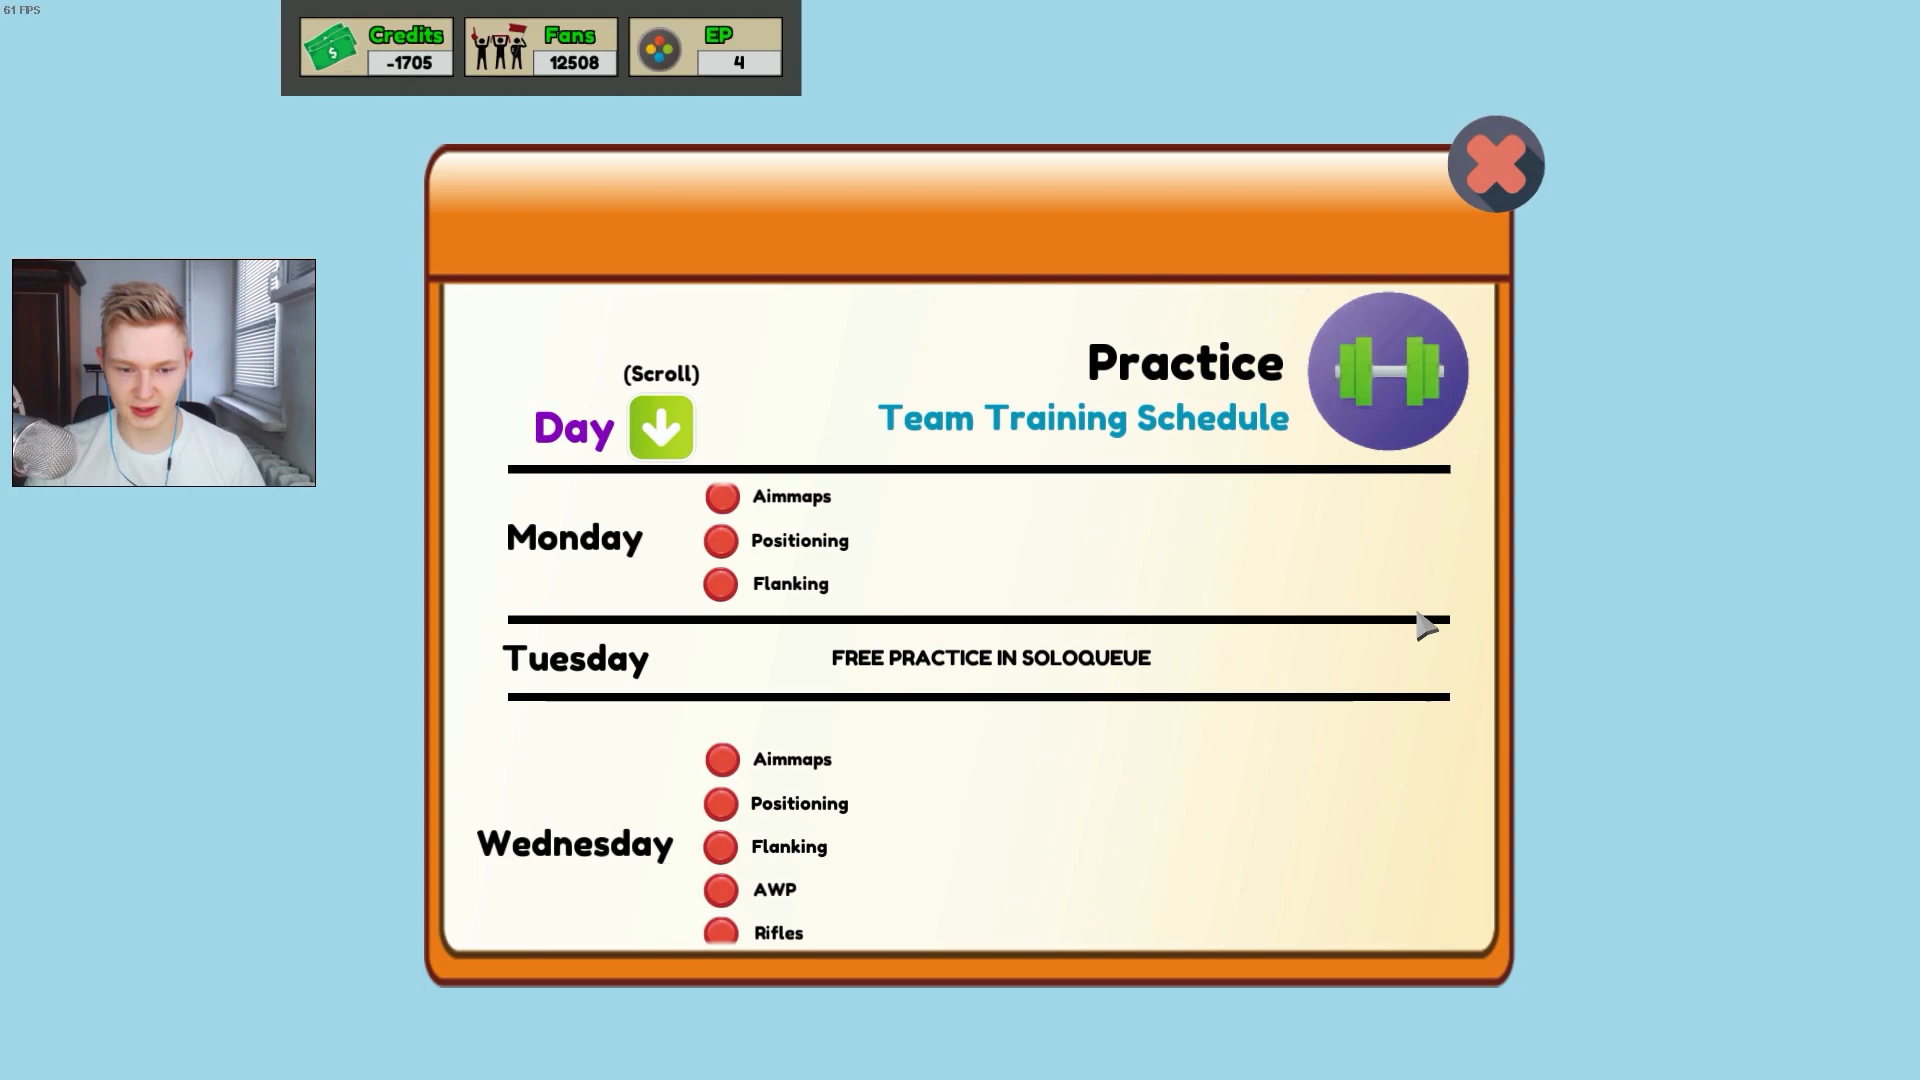 61 FPS
Credits
-1705
Fans
12508
EP
4
(Scroll)
Day
Practice
Team Training Schedule
Monday
Aimmaps
Positioning
Flanking
Tuesday
FREE PRACTICE IN SOLOQUEUE
Wednesday
Aimmaps
Positioning
Flanking
AWP
Rifles